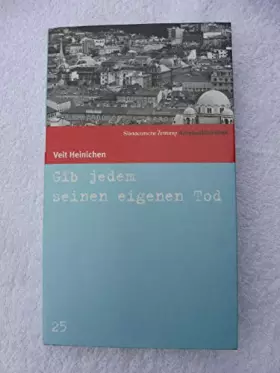 Süddeutsche Zeitung Kriminalbibliothek
Veit Heinichen
Gib jedem
seinen eigenen Tod
25